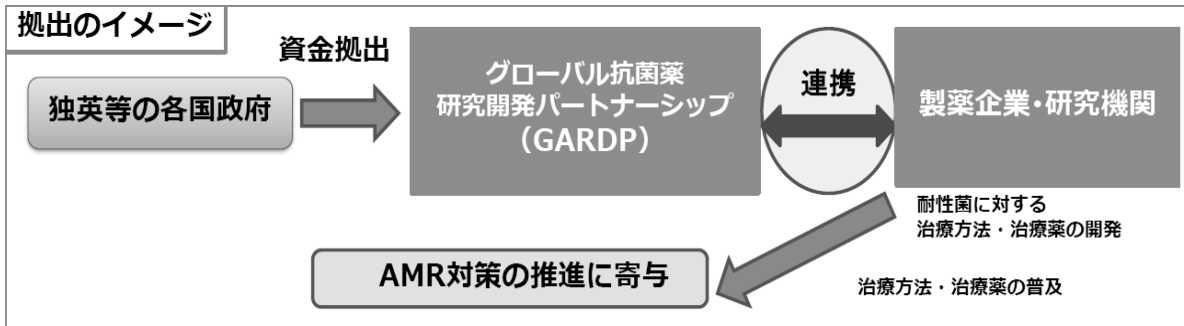 拠出のイメージ
資金拠出
独英等の各国政府
グローバル抗菌薬
研究開発パートナーシップ
（GARDP）
連携
製薬企業・研究機関
耐性菌に対する
治療方法・治療薬の開発
AMR対策の推進に寄与
治療方法・治療薬の普及